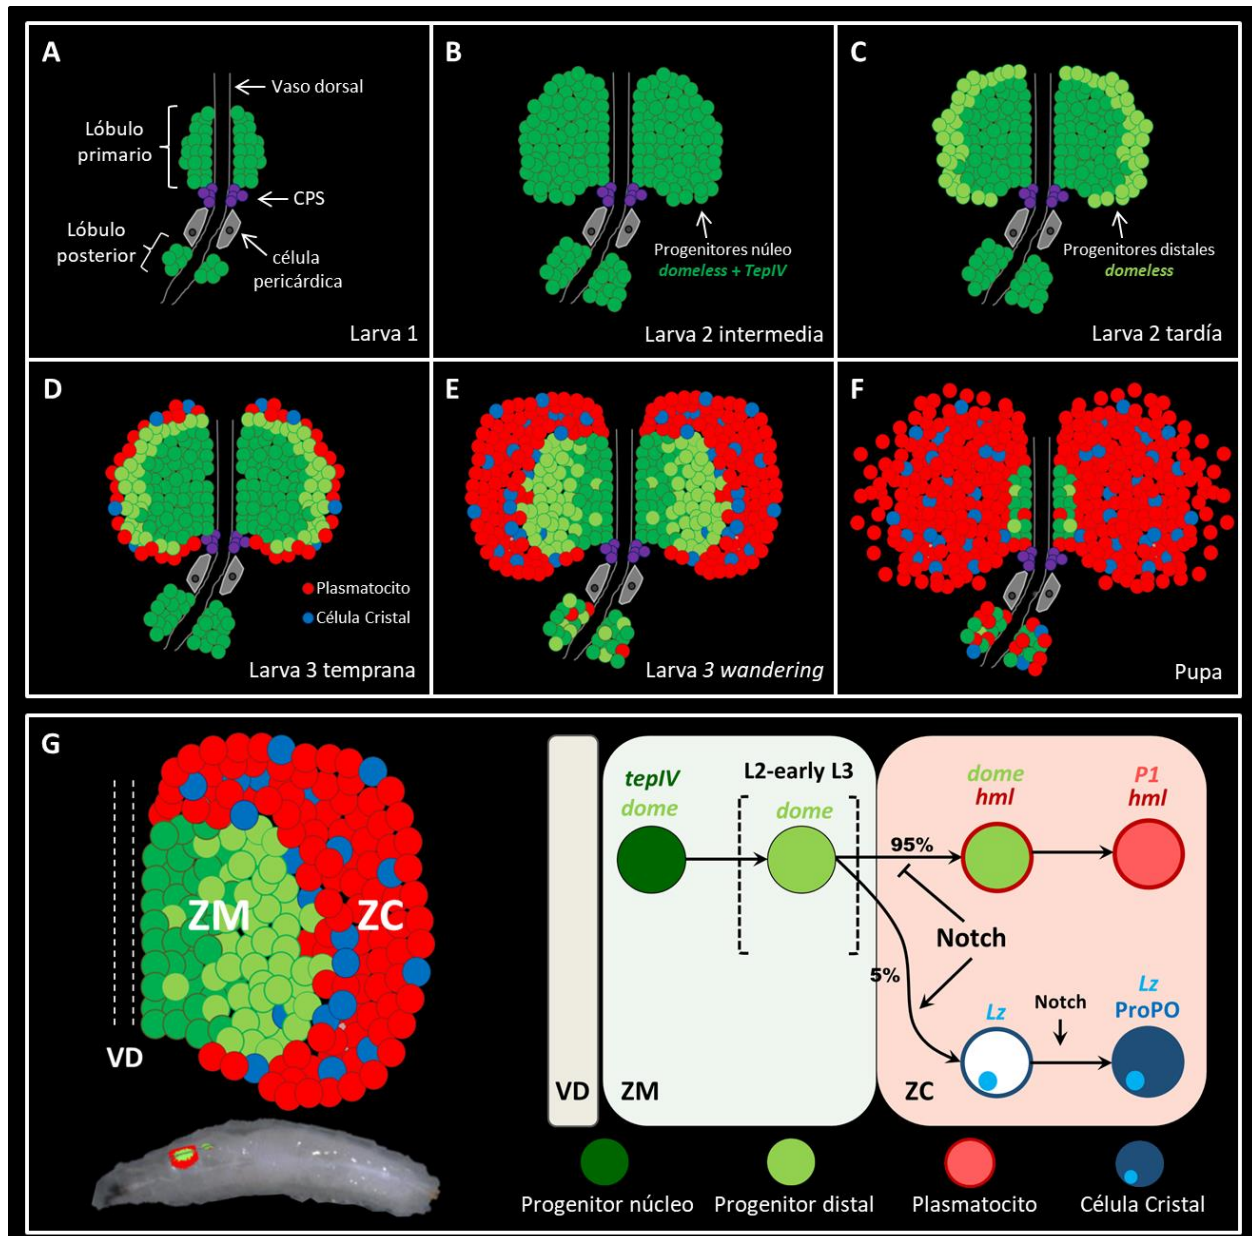 A
Vaso dorsal
Lóbulo
primario
CPS
Lóbulo
posterior
célula
pericárdica
Larva 1
B
Progenitores núleo
domeless + TepIV
Larva 2 intermedia
C
Progenitores distales
domeless
Larva 2 tardía
D
Plasmatocito
Célula Cristal
Larva 3 temprana
E
Larva 3 wandering
F
Pupa
G
ZM
ZC
VD
tepIV
dome
L2-early L3
dome
95%
dome
hml
P1
hml
Notch
5%
Lz
Notch
Lz
ProPO
VD
ZM
ZC
Progenitor núcleo
Progenitor distal
Plasmatocito
Célula Cristal